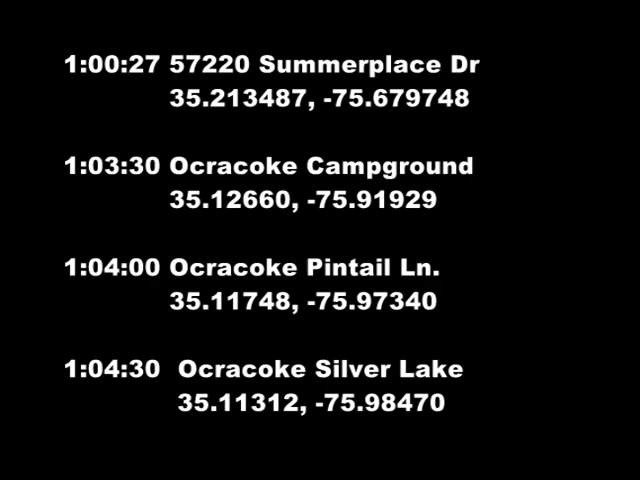 1:00:27 57220 Summerplace Dr
35.213487, -75.679748
1:03:30 Ocracoke Campground
35.12660, -75.91929
1:04:00 Ocracoke Pintail Ln.
35.11748, -75.97340
1:04:30 Ocracoke Silver Lake
35.11312, -75.98470